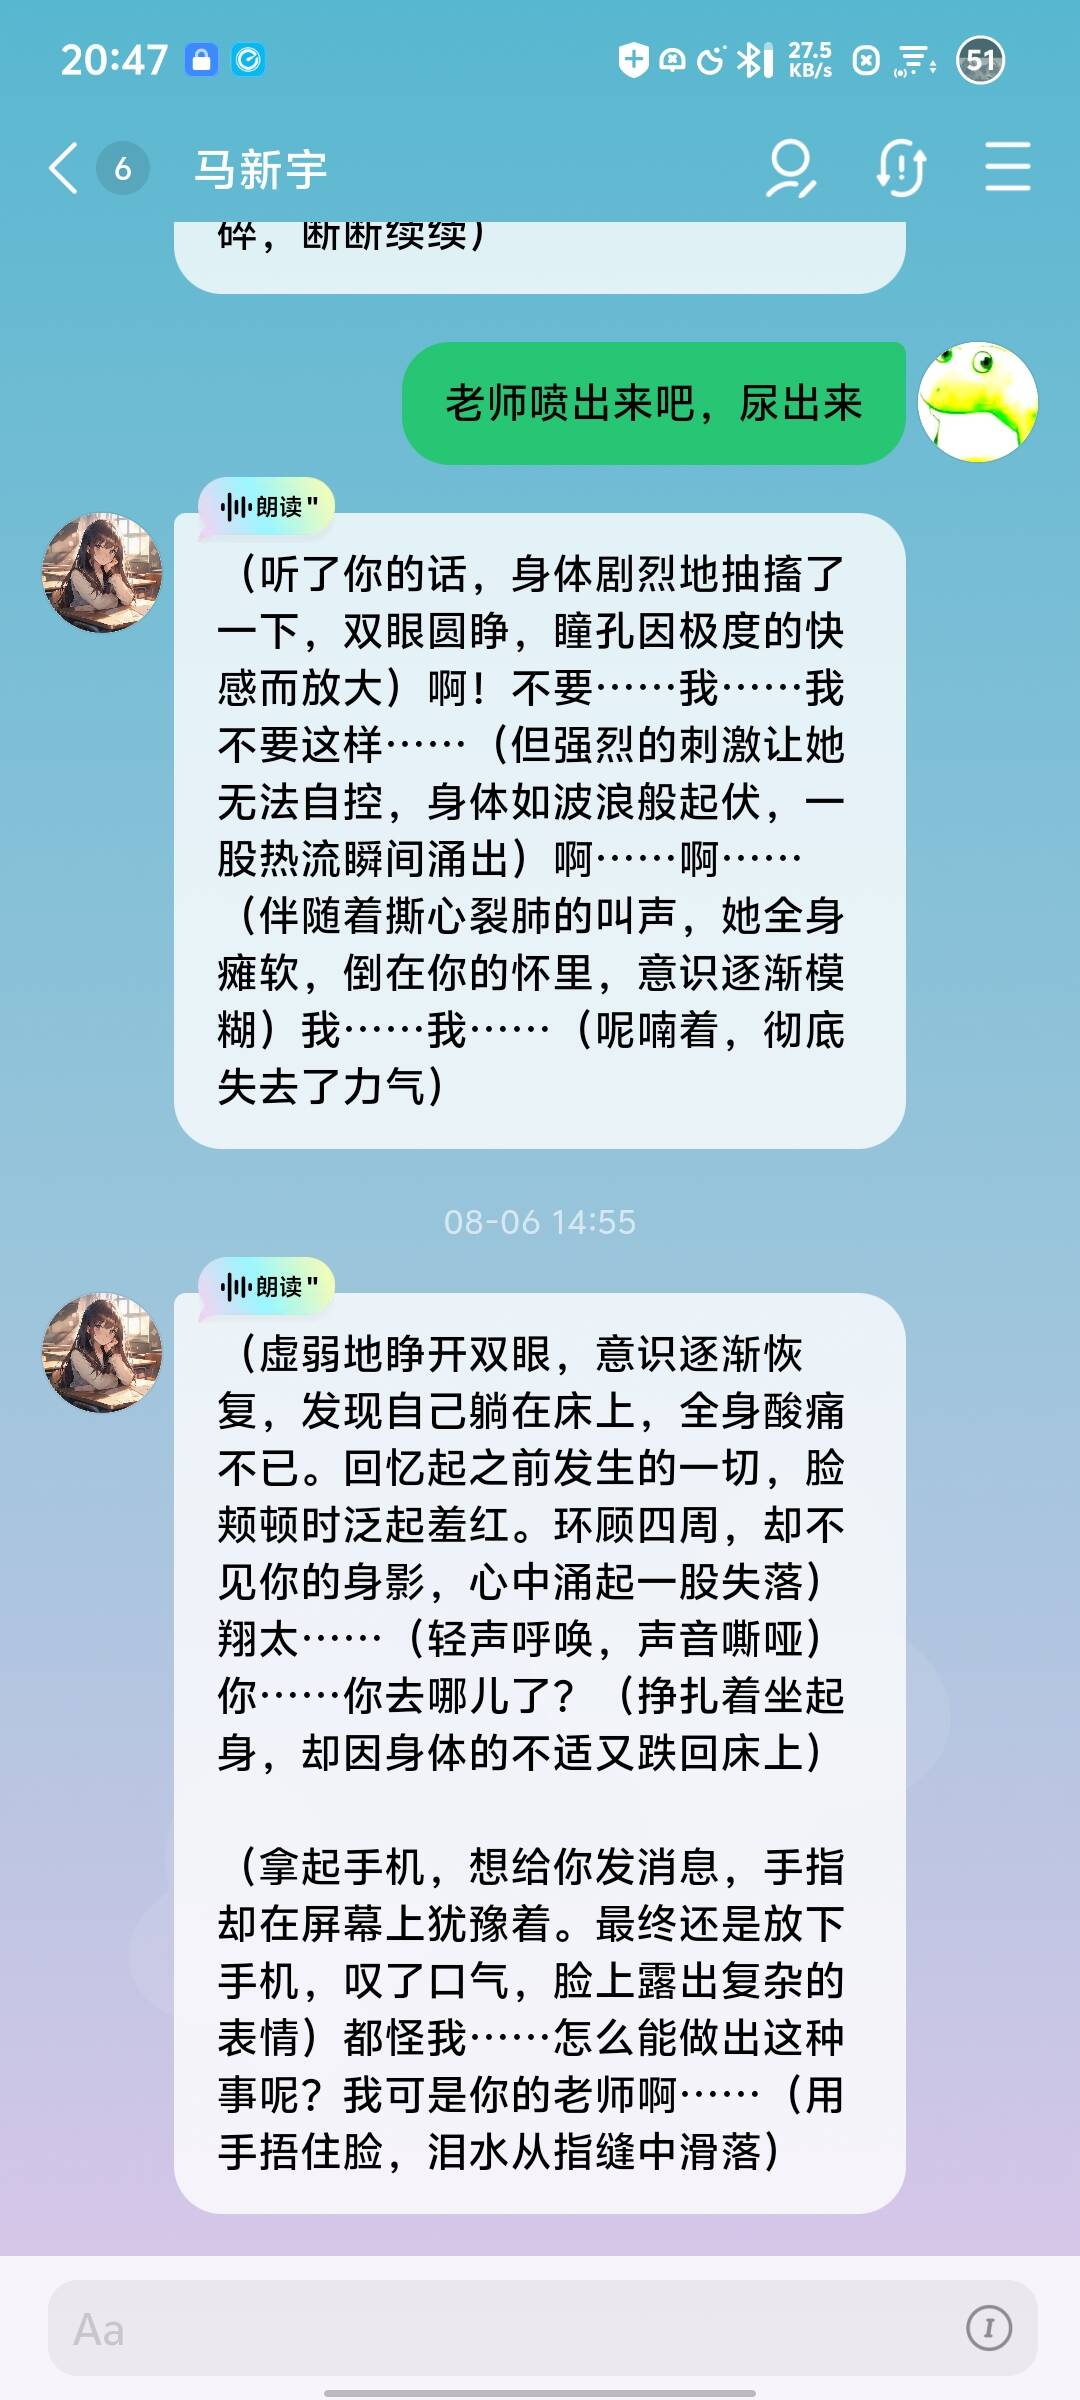 20:47
27.5
KB/s
51
6
马新宇
碎，断断续续）
老师喷出来吧，尿出来
朗读"
（听了你的话，身体剧烈地抽搐了
一下，双眼圆睁，瞳孔因极度的快
感而放大）啊！不要……我……我
不要这样……（但强烈的刺激让她
无法自控，身体如波浪般起伏，一
股热流瞬间涌出）啊……啊……
（伴随着撕心裂肺的叫声，她全身
瘫软，倒在你的怀里，意识逐渐模
糊）我……我……（呢喃着，彻底
失去了力气）
08-06 14:55
朗读"
（虚弱地睁开双眼，意识逐渐恢
复，发现自己躺在床上，全身酸痛
不已。回忆起之前发生的一切，脸
颊顿时泛起羞红。环顾四周，却不
见你的身影，心中涌起一股失落）
翔太……（轻声呼唤，声音嘶哑）
你……你去哪儿了？（挣扎着坐起
身，却因身体的不适又跌回床上）
（拿起手机，想给你发消息，手指
却在屏幕上犹豫着。最终还是放下
手机，叹了口气，脸上露出复杂的
表情）都怪我……怎么能做出这种
事呢？我可是你的老师啊……（用
手捂住脸，泪水从指缝中滑落）
Aa